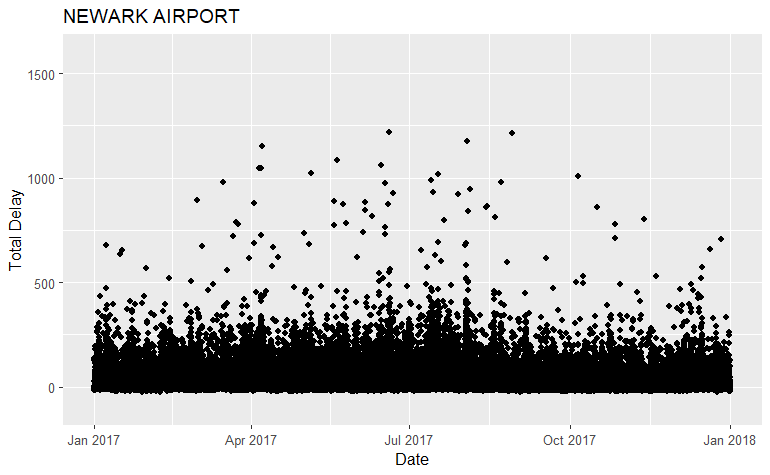 NEWARK AIRPORT
Total Delay
1500
1000
500
0
Jan 2017 Apr 2017 Jul 2017 Oct 2017 Jan 2018
Date